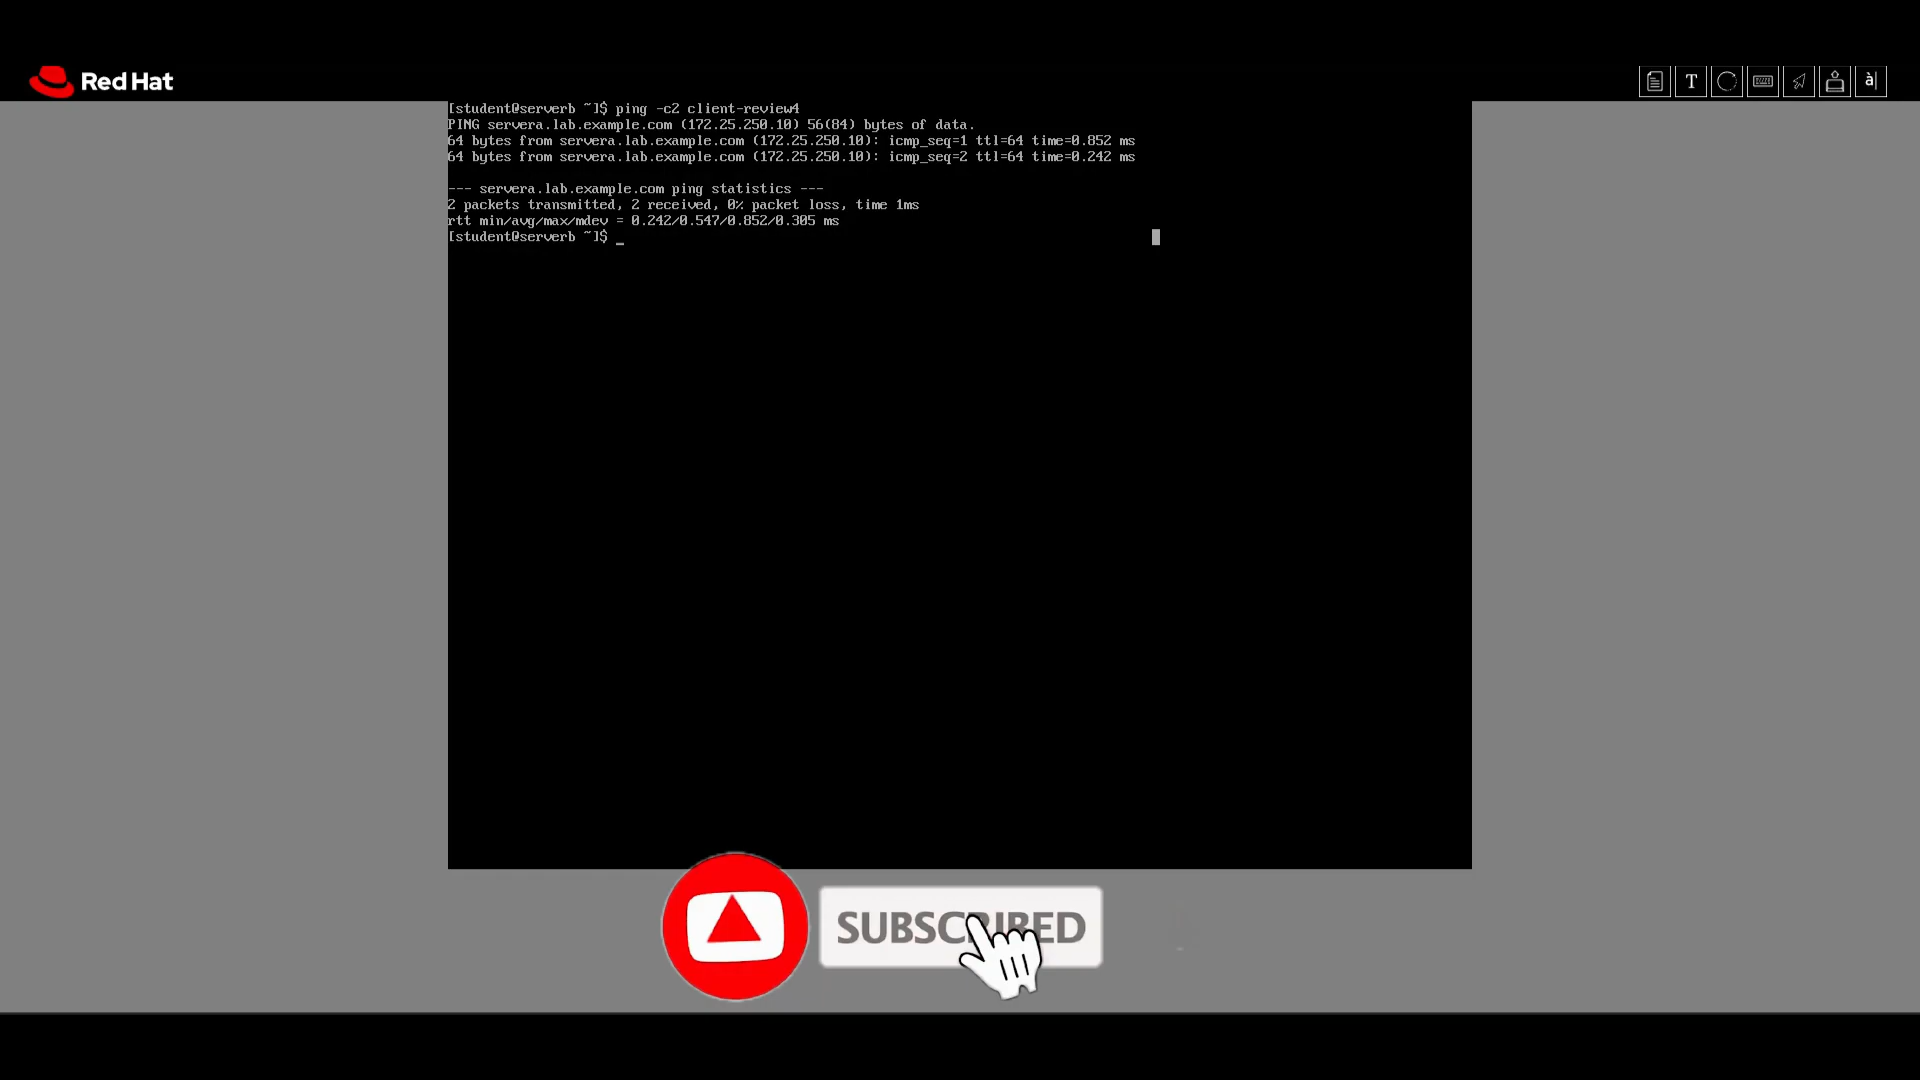 Red Hat
T
à
[student@serverb ~]$ ping -c2 client-review4
PING servera.lab.example.com (172.25.250.10) 56(84) bytes of data.
64 bytes from servera.lab.example.com (172.25.250.10): icmp_seq=1 ttl=64 time=0.852 ms
64 bytes from servera.lab.example.com (172.25.250.10): icmp_seq=2 ttl=64 time=0.242 ms
--- servera.lab.example.com ping statistics ---
2 packets transmitted, 2 received, 0% packet loss, time 1ms
rtt min/avg/max/mdev = 0.242/0.547/0.852/0.305 ms
[student@serverb ~]$ _
SUBSCRIBED